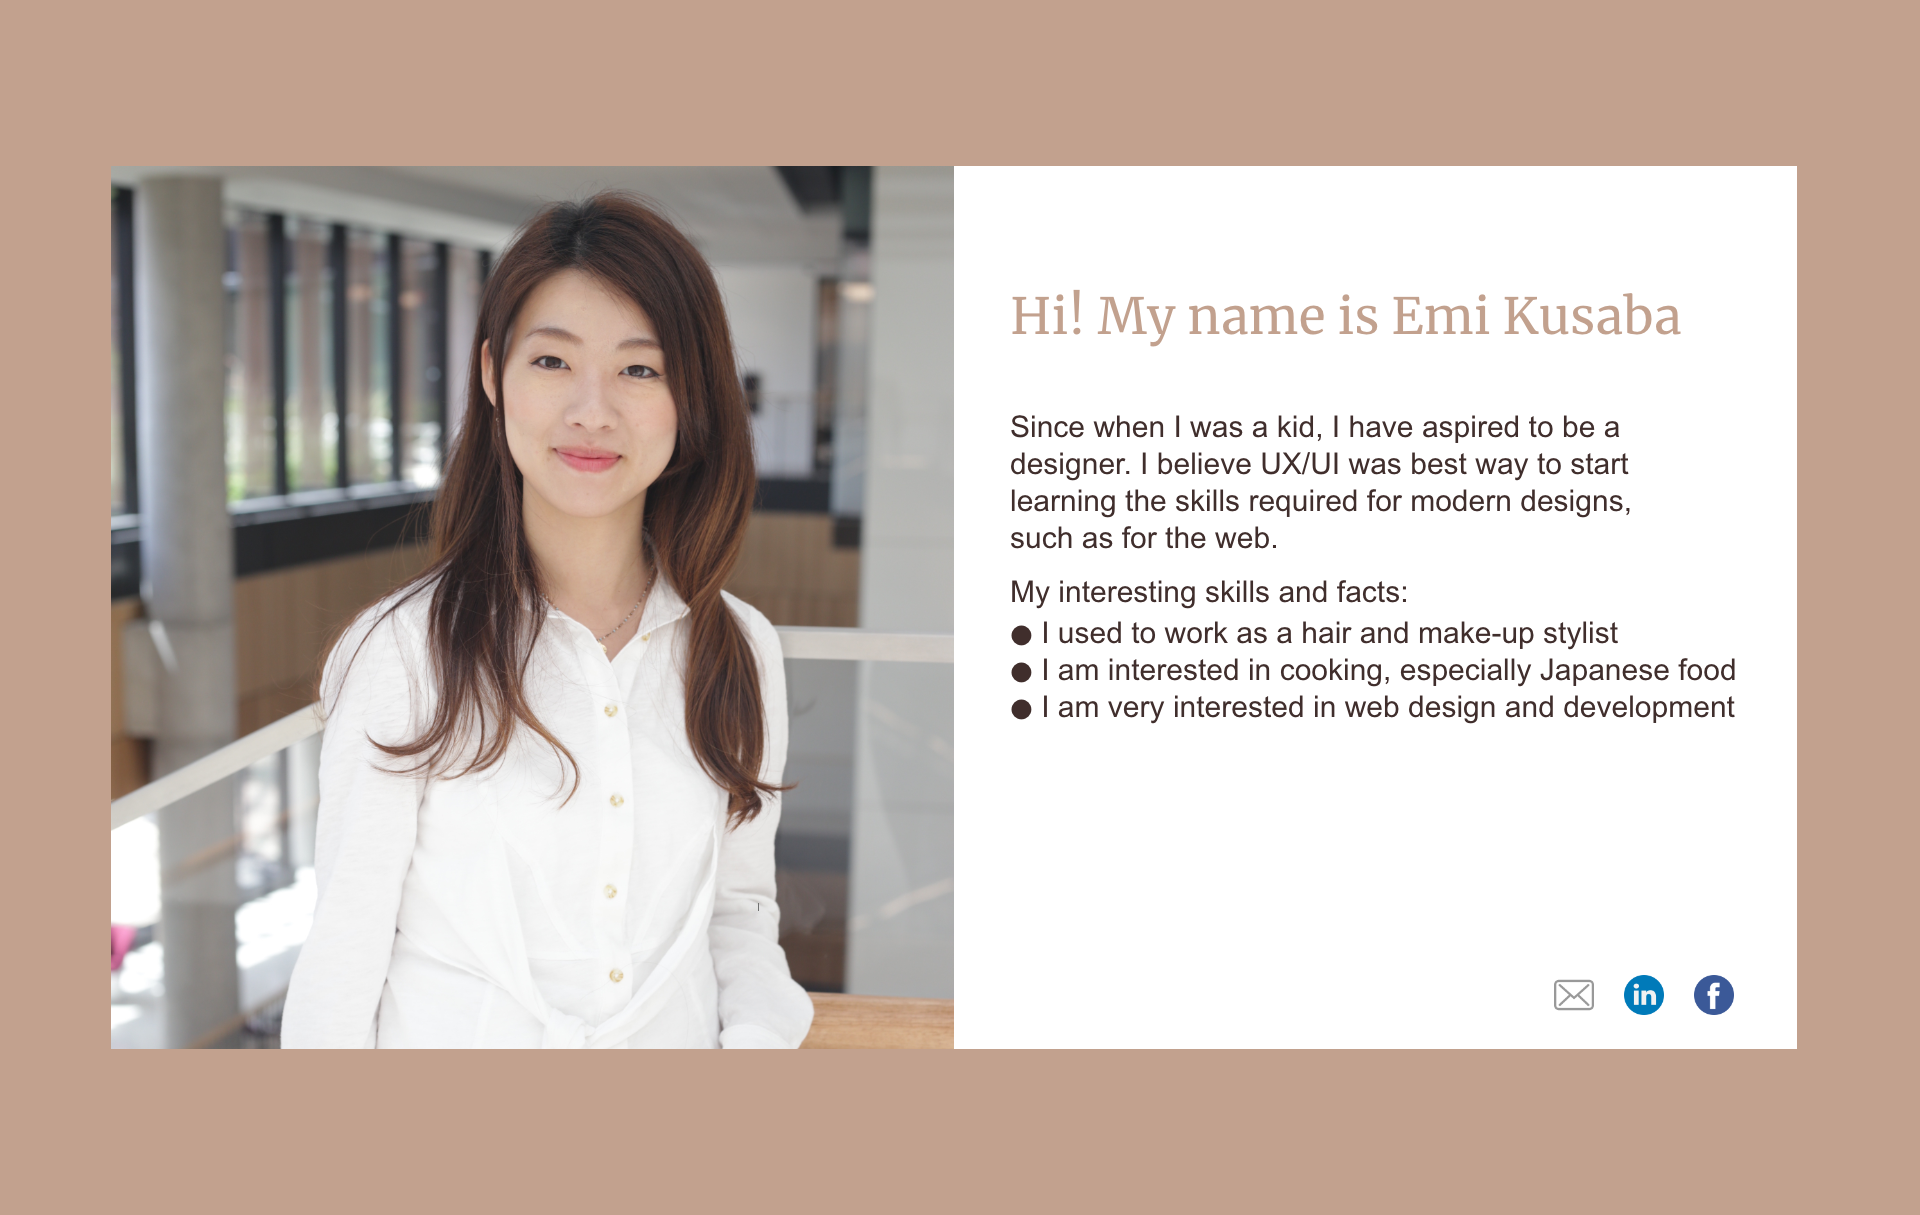 Hi! My name is Emi Kusaba
Since when I was a kid, I have aspired to be a
designer. I believe UX/UI was best way to start
learning the skills required for modern designs,
such as for the web.
My interesting skills and facts:
● I used to work as a hair and make-up stylist
● I am interested in cooking, especially Japanese food
● I am very interested in web design and development
in f